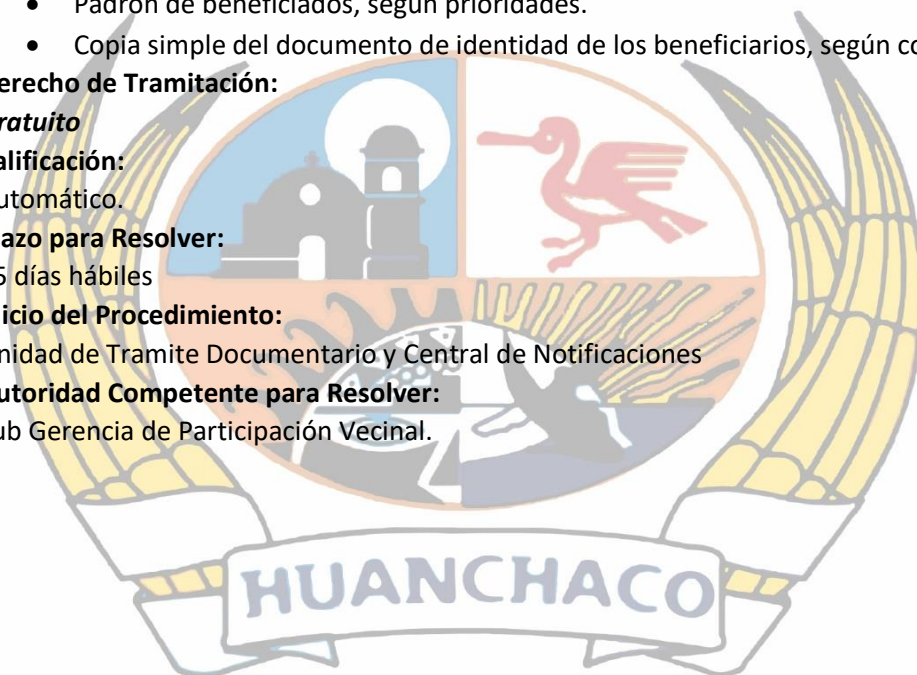 • Padrón de beneficiados, según prioridades.
• Copia simple del documento de identidad de los beneficiarios, según co
erecho de Tramitación:
ratuito
alificación:
utomático.
lazo para Resolver:
5 días hábiles
icio del Procedimiento:
nidad de Tramite Documentario y Central de Notificaciones
utoridad Competente para Resolver:
ub Gerencia de Participación Vecinal.
HUANCHACO